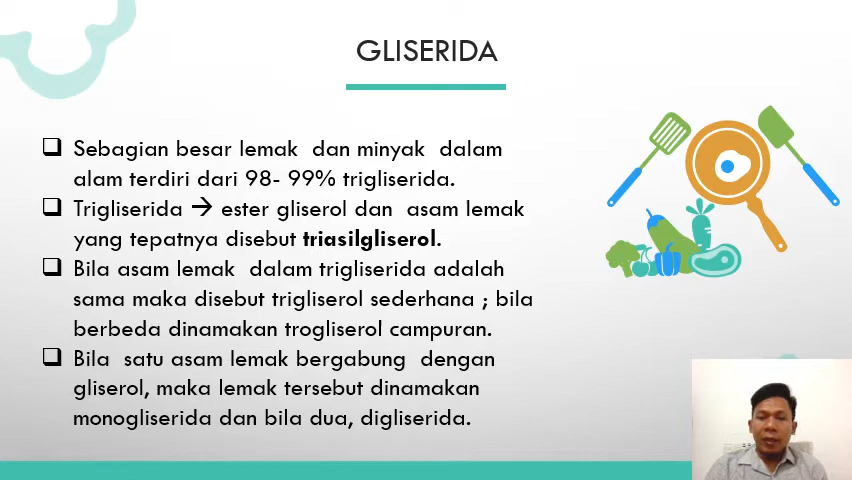 GLISERIDA
❑ Sebagian besar lemak dan minyak dalam
alam terdiri dari 98- 99% trigliserida.
❑ Trigliserida → ester gliserol dan asam lemak
yang tepatnya disebut triasilgliserol.
❑ Bila asam lemak dalam trigliserida adalah
sama maka disebut trigliserol sederhana ; bila
berbeda dinamakan trogliserol campuran.
❑ Bila satu asam lemak bergabung dengan
gliserol, maka lemak tersebut dinamakan
monogliserida dan bila dua, digliserida.